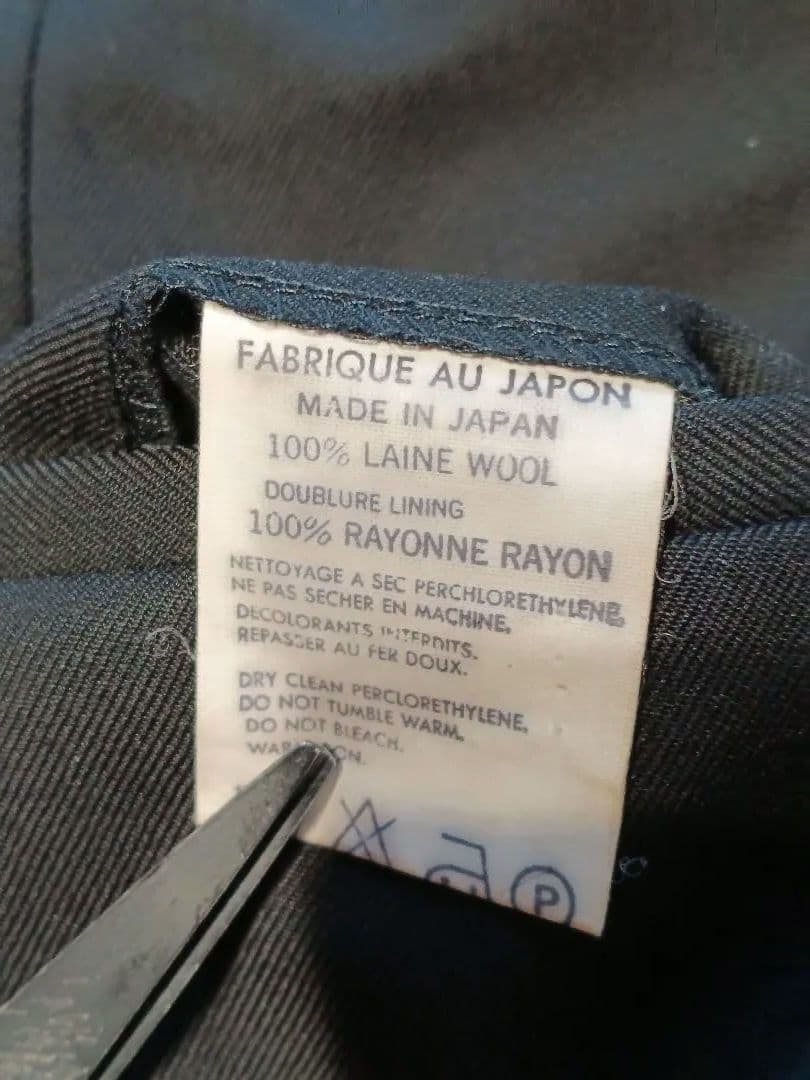 FABRIQUE AU JAPON
MADE IN JAPAN
100% LAINE WOOL
DOUBLURE LINING
100% RAYONNE RAYON
NETTOYAGE A SEC PERCHLORETHYLENE.
NE PAS SECHER EN MACHINE.
DECOLORANTS INTERDITS.
REPASSER AU FER DOUX.
DRY CLEAN PERCLORETHYLENE.
DO NOT TUMBLE WARM.
DO NOT BLEACH.
P